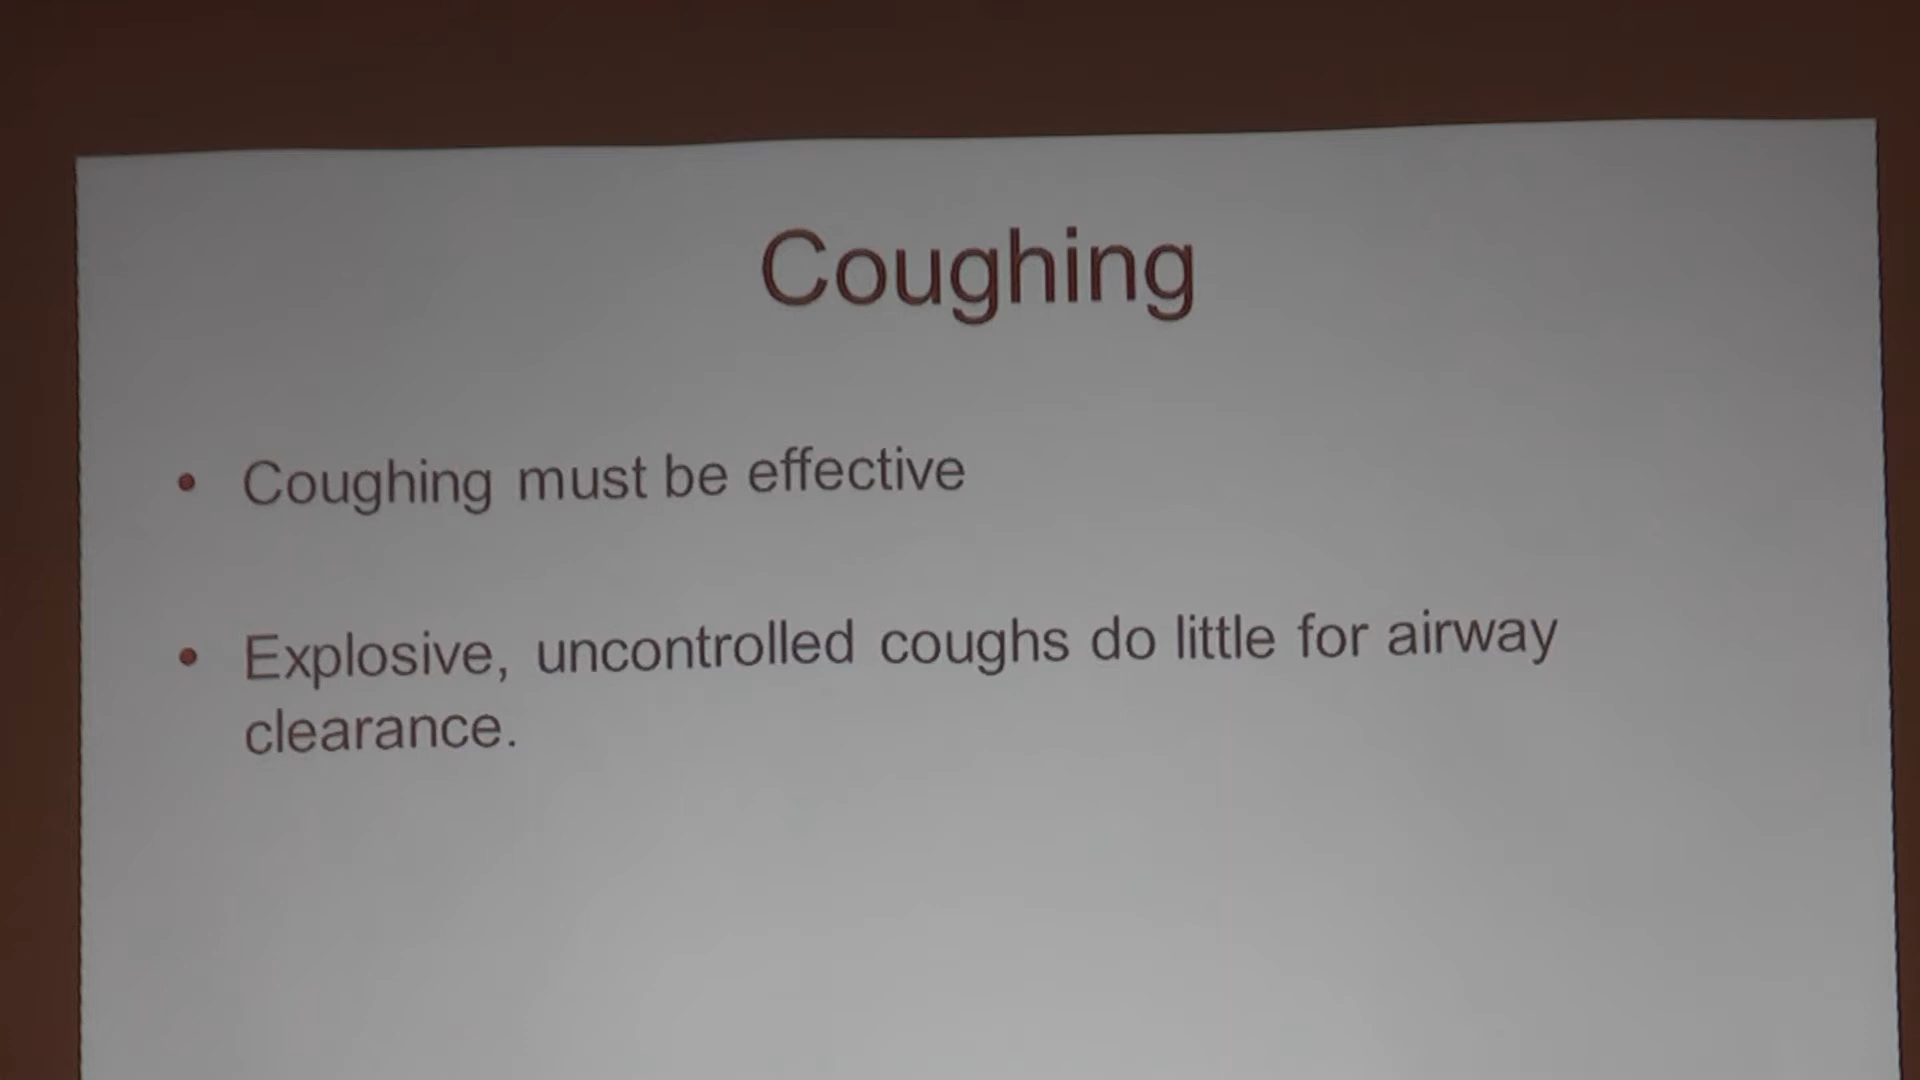 Coughing
• Coughing must be effective
• Explosive, uncontrolled coughs do little for airway
clearance.